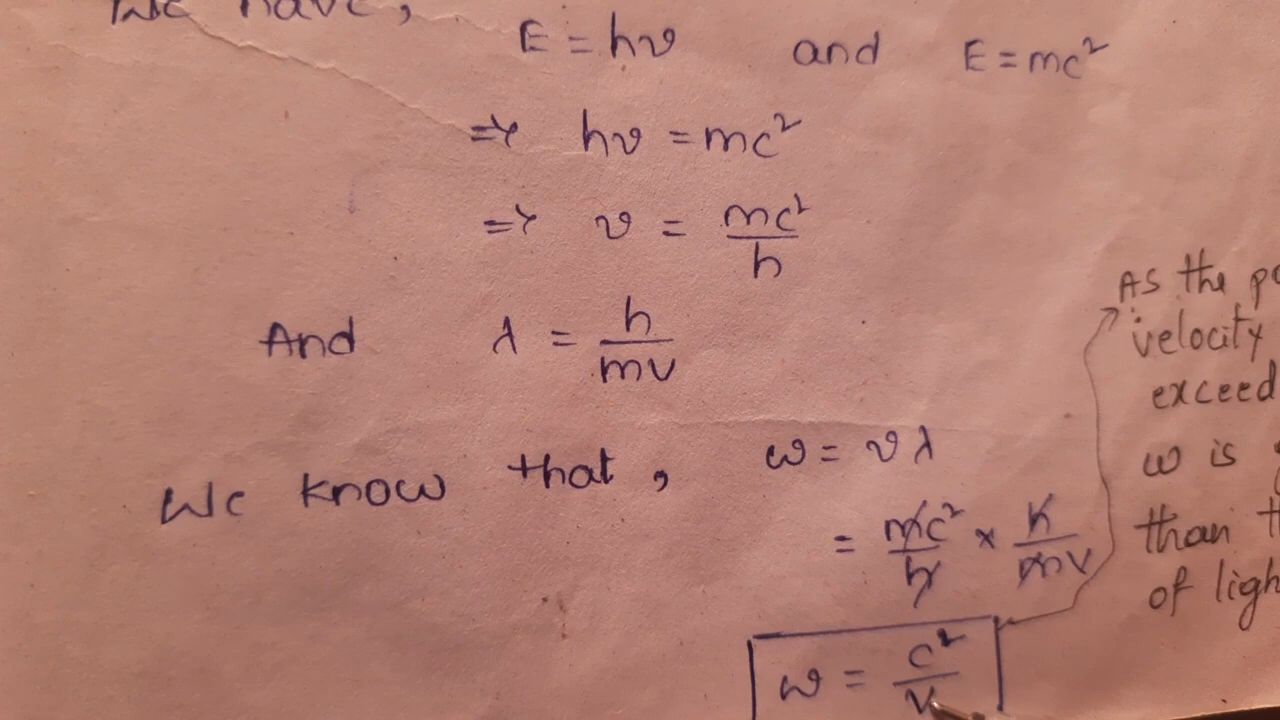 We have,
E = hν and E = mc²
⇒ hν = mc²
⇒ ν = mc²/h
And λ = h/mv
We know that, ω = νλ
= mc²/h × h/mv
ω = c²/v
As the
velocity
exceed
ω is
than
of